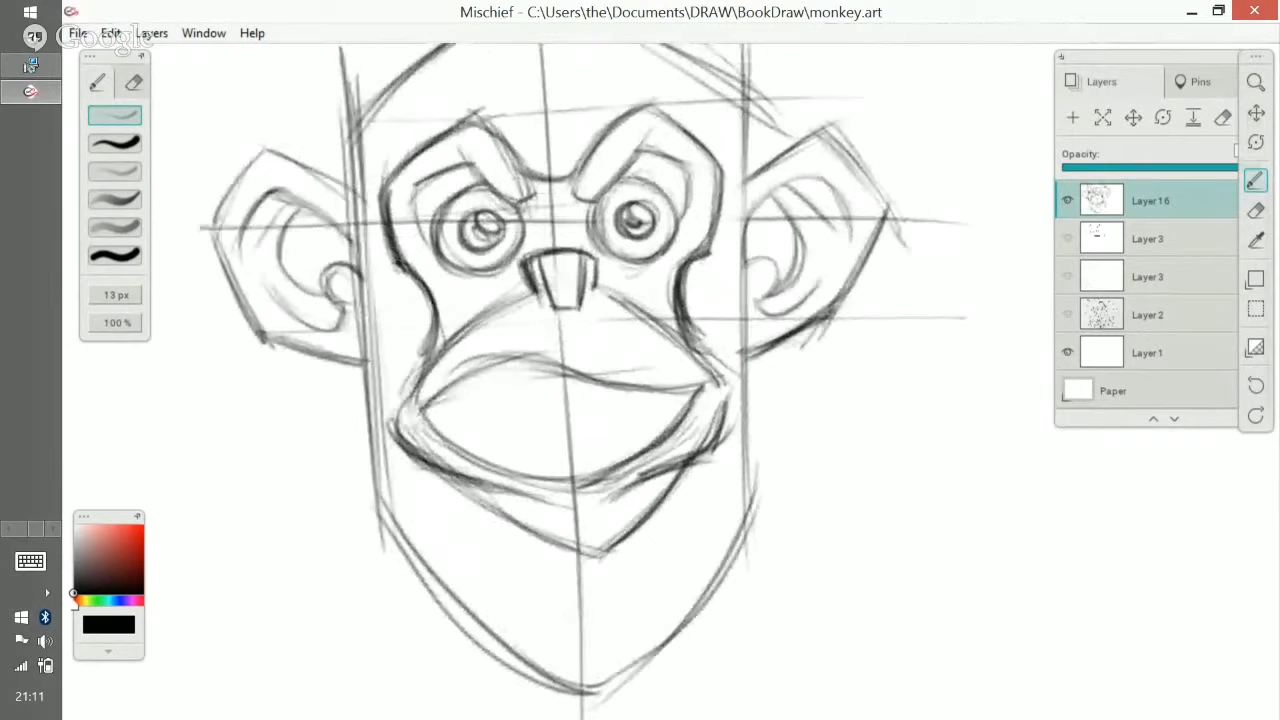 Mischief - C:\Users\the\Documents\DRAW\BookDraw\monkey.art
File Edit Layers Window Help
Google
Layers Pins
Opacity:
Layer 16
Layer 3
Layer 3
Layer 2
Layer 1
Paper
13 px
100 %
21:11